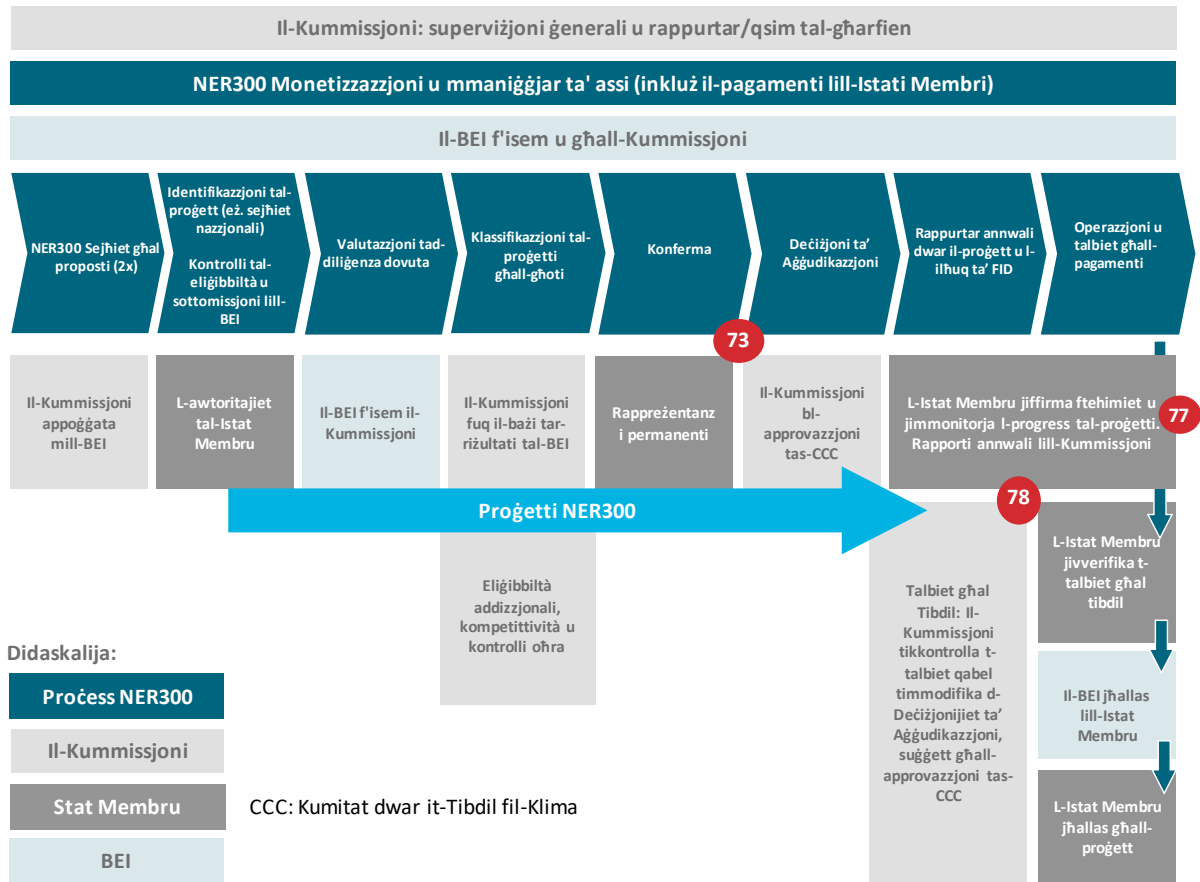 Il-Kummissjoni: superviżjoni ġenerali u rappurtar/qsim tal-għarfien
NER300 Monetizzazzjoni u mmaniġġjar ta' assi (inkluż il-pagamenti lill-Istati Membri)
Il-BEI f'isem u għall-Kummissjoni
NER300 Sejħiet għal
proposti (2x)
Identifikazzjoni tal-
proġett (eż. sejħiet
nazzjonali)
Kontrolli tal-
eliġibbiltà u
sottomissjoni lill-
BEI
Valutazzjoni tad-
diliġenza dovuta
Klassifikazzjoni tal-
proġetti
għall-għoti
Konferma
Deċiżjoni ta’
Aġġudikazzjoni
Rappurtar annwali
dwar il-proġett u l-
ilħuq ta’ FID
Operazzjoni u
talbiet għall-
pagamenti
73
Il-Kummissjoni
appoġġata
mill-BEI
L-awtoritajiet
tal-Istat
Membru
Il-BEI f'isem il-
Kummissjoni
Il-Kummissjoni
fuq il-bażi tar-
riżultati tal-BEI
Rappreżentanz
i permanenti
Il-Kummissjoni
bl-
approvazzjoni
tas-CCC
L-Istat Membru jiffirma ftehimiet u
jimmonitorja l-progress tal-proġetti.
Rapporti annwali lill-Kummissjoni
77
78
Proġetti NER300
Eliġibbiltà
addizzjonali,
kompetittività u
kontrolli oħra
Talbiet għal
Tibdil: Il-
Kummissjoni
tikkontrolla t-
talbiet qabel
timmodifika d-
Deċiżjonijiet ta’
Aġġudikazzjoni,
suġġett għall-
approvazzjoni tas-
CCC
L-Istat Membru
jivverifika t-
talbiet għal
tibdil
Il-BEI jħallas
lill-Istat
Membru
L-Istat Membru
jħallas għall-
proġett
Didaskalija:
Proċess NER300
Il-Kummissjoni
Stat Membru
BEI
CCC: Kumitat dwar it-Tibdil fil-Klima